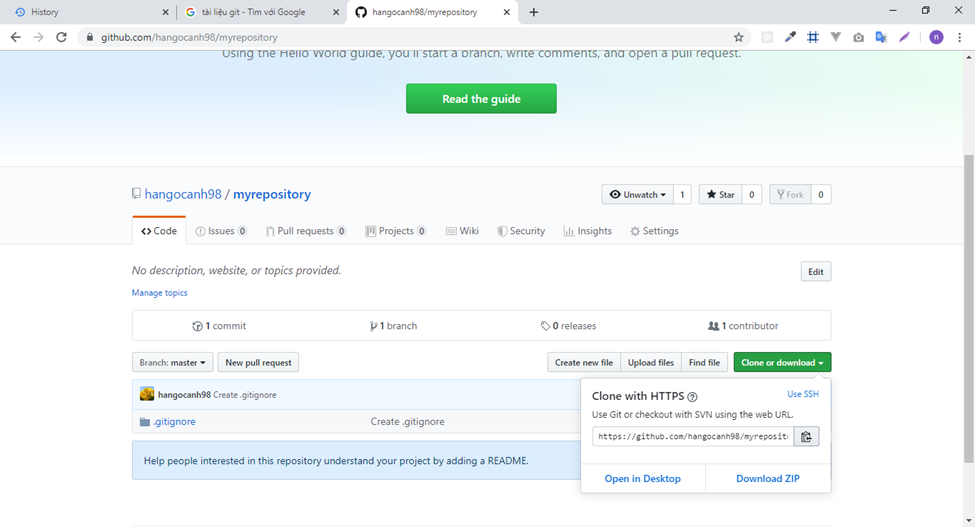 History
tài liệu git - Tìm với Google
hangocanh98/myrepository
github.com/hangocanh98/myrepository
n
Using the Hello World guide, you'll start a branch, write comments, and open a pull request.
Read the guide
hangocanh98 / myrepository
Unwatch 1 Star 0 Fork 0
Code Issues 0 Pull requests 0 Projects 0 Wiki Security Insights Settings
No description, website, or topics provided.
Edit
Manage topics
1 commit 1 branch 0 releases 1 contributor
Branch: master New pull request Create new file Upload files Find file Clone or download
hangocanh98 Create .gitignore
.gitignore Create .gitignore
Help people interested in this repository understand your project by adding a README.
Clone with HTTPS Use SSH
Use Git or checkout with SVN using the web URL.
https://github.com/hangocanh98/myreposit
Open in Desktop Download ZIP